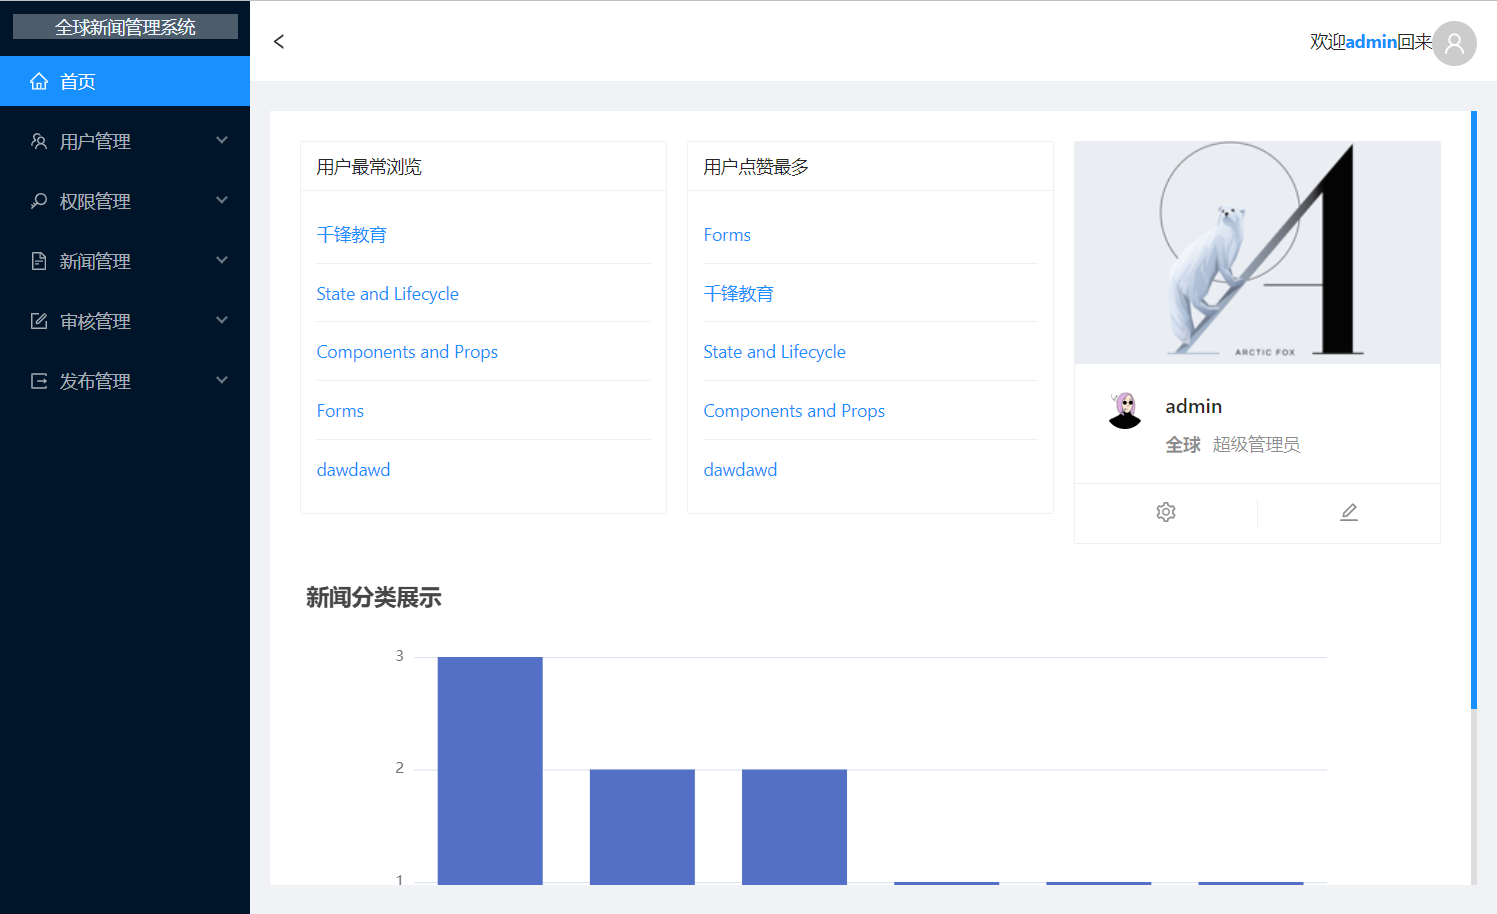 全球新闻管理系统
首页
用户管理
权限管理
新闻管理
审核管理
发布管理
欢迎admin回来
用户最常浏览
千锋教育
State and Lifecycle
Components and Props
Forms
dawdawd
用户点赞最多
Forms
千锋教育
State and Lifecycle
Components and Props
dawdawd
ARCTIC FOX
admin
全球 超级管理员
新闻分类展示
3
2
1